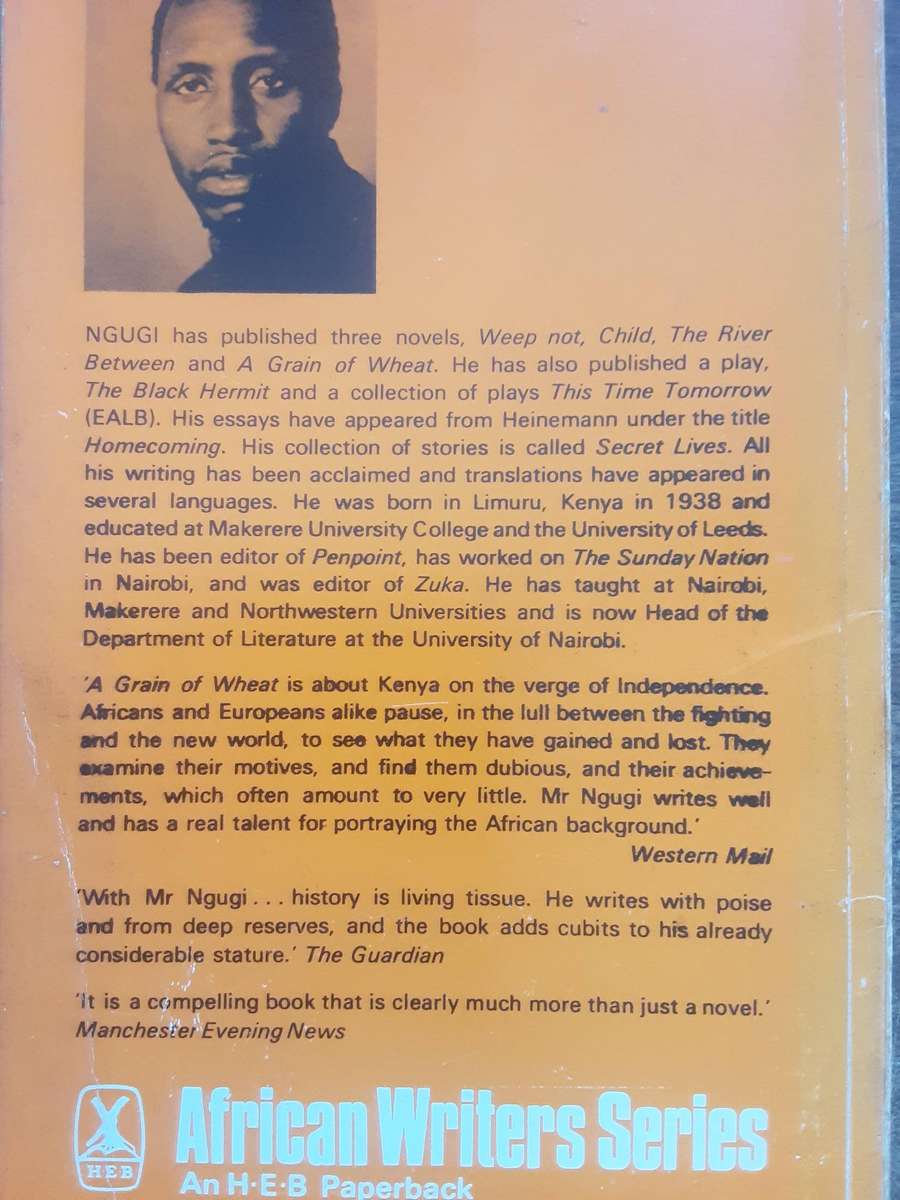 NGUGI has published three novels, Weep not, Child, The River
Between and A Grain of Wheat. He has also published a play,
The Black Hermit and a collection of plays This Time Tomorrow
(EALB). His essays have appeared from Heinemann under the title
Homecoming. His collection of stories is called Secret Lives. All
his writing has been acclaimed and translations have appeared in
several languages. He was born in Limuru, Kenya in 1938 and
educated at Makerere University College and the University of Leeds.
He has been editor of Penpoint, has worked on The Sunday Nation
in Nairobi, and was editor of Zuka. He has taught at Nairobi,
Makerere and Northwestern Universities and is now Head of the
Department of Literature at the University of Nairobi.
'A Grain of Wheat is about Kenya on the verge of Independence.
Africans and Europeans alike pause, in the lull between the fighting
and the new world, to see what they have gained and lost. They
examine their motives, and find them dubious, and their achieve-
ments, which often amount to very little. Mr Ngugi writes well
and has a real talent for portraying the African background.'
Western Mail
'With Mr Ngugi... history is living tissue. He writes with poise
and from deep reserves, and the book adds cubits to his already
considerable stature.' The Guardian
'It is a compelling book that is clearly much more than just a novel.'
Manchester Evening News
HEB
African Writers Series
An H·E·B Paperback